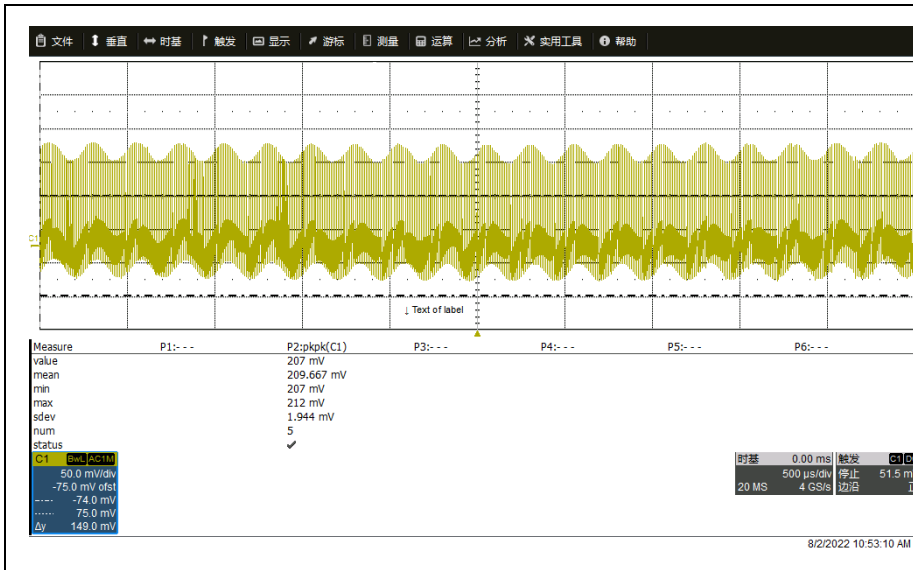 文件 垂直 时基 触发 显示 游标 测量 运算 分析 实用工具 帮助
C1
↓ Text of label
Measure P1:- - - P2:pkpk(C1) P3:- - - P4:- - - P5:- - - P6:- - -
value 207 mV
mean 209.667 mV
min 207 mV
max 212 mV
sdev 1.944 mV
num 5
status ✔
C1 BwL AC1M
50.0 mV/div
-75.0 mV ofst
-74.0 mV
75.0 mV
Δy 149.0 mV
时基 0.00 ms
500 µs/div
20 MS 4 GS/s
触发 C1
停止 51.5 m
边沿
8/2/2022 10:53:10 AM